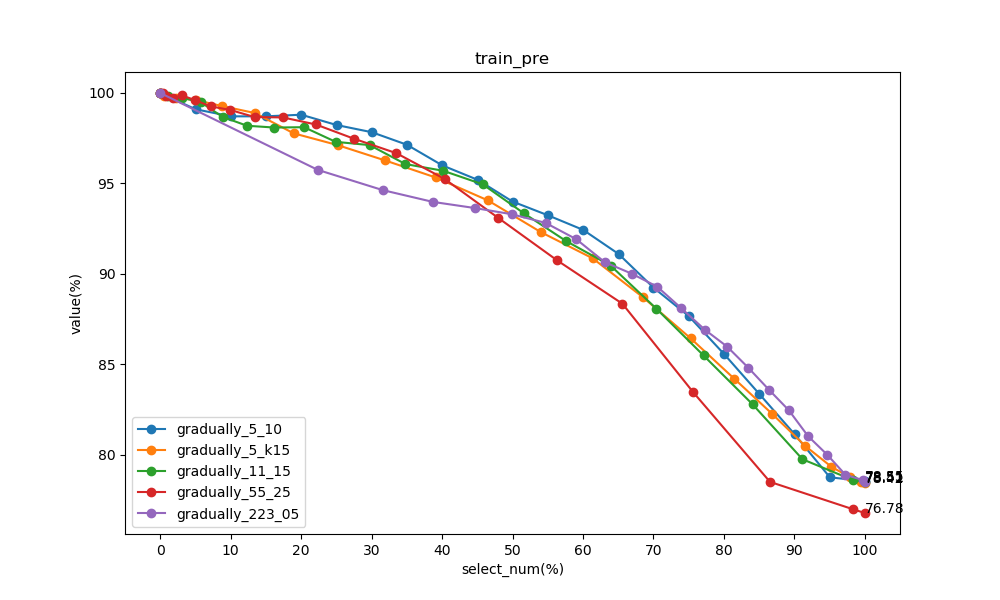 train_pre
value(%)
100
95
90
85
80
gradually_5_10
gradually_5_k15
gradually_11_15
gradually_55_25
gradually_223_05
76.78
0 10 20 30 40 50 60 70 80 90 100
select_num(%)